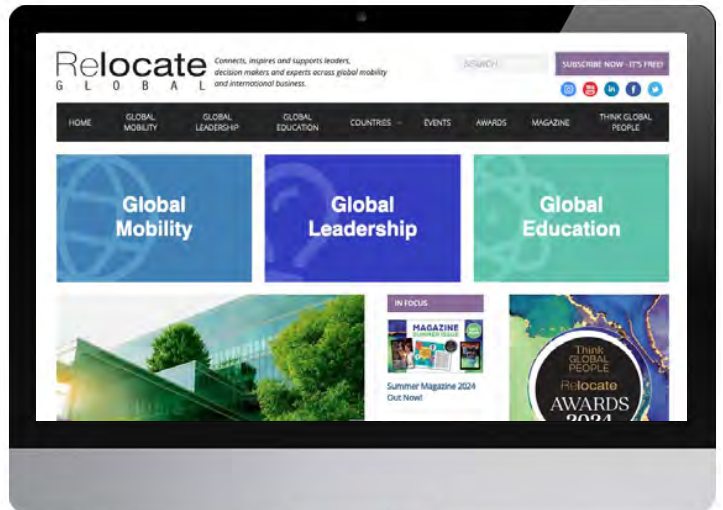 Relocate
GLOBAL
Connects, inspires and supports leaders,
decision makers and experts across global mobility
and international business.
SEARCH
SUBSCRIBE NOW - IT'S FREE!
HOME
GLOBAL
MOBILITY
GLOBAL
LEADERSHIP
GLOBAL
EDUCATION
COUNTRIES
EVENTS
AWARDS
MAGAZINE
THINK GLOBAL
PEOPLE
Global
Mobility
Global
Leadership
Global
Education
IN FOCUS
MAGAZINE
SUMMER ISSUE
Summer Magazine 2024
Out Now!
Think
GLOBAL
PEOPLE
Relocate
AWARDS
2024